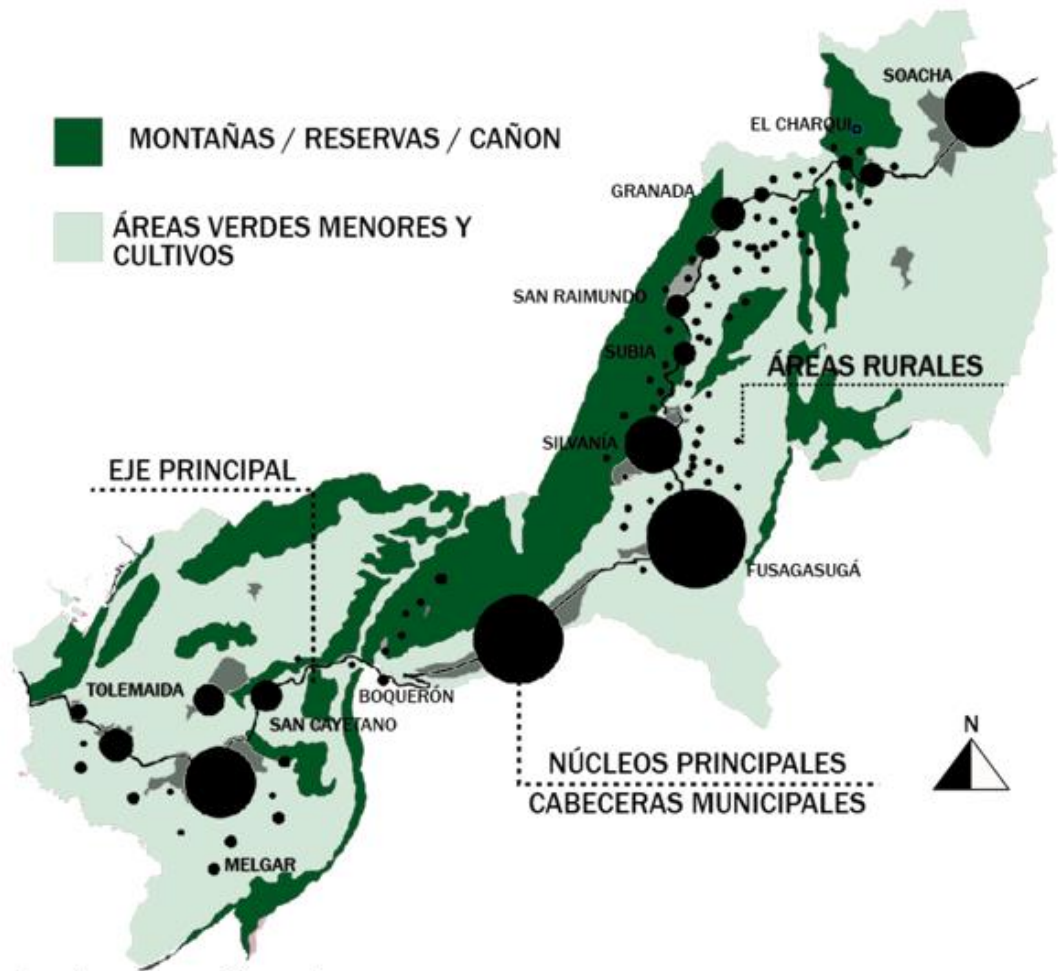 SOACHA
MONTAÑAS / RESERVAS / CAÑON
EL CHARQUI
GRANADA
ÁREAS VERDES MENORES Y
CULTIVOS
SAN RAIMUNDO
SUBIA
ÁREAS RURALES
SILVANÍA
EJE PRINCIPAL
FUSAGASUGÁ
TOLEMAIDA
BOQUERÓN
SAN CAYETANO
N
NÚCLEOS PRINCIPALES
CABECERAS MUNICIPALES
MELGAR